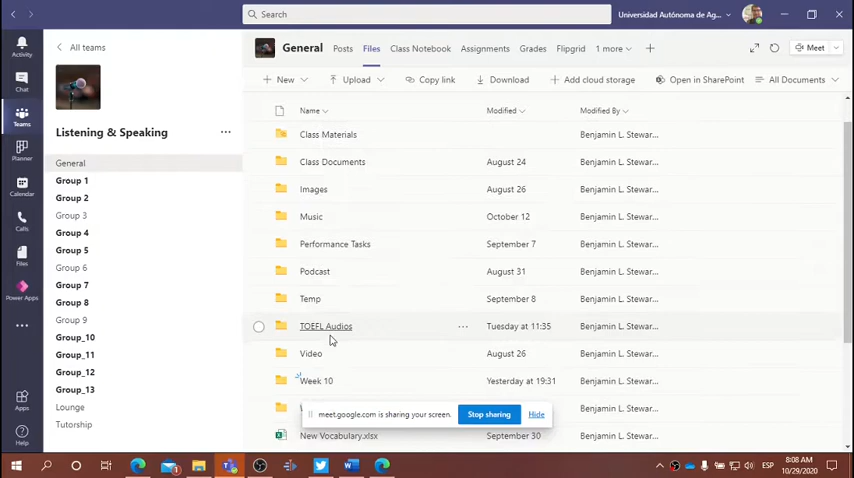 Search
Universidad Autónoma de Ag...
Activity
Chat
Teams
Planner
Calendar
Calls
Files
Power Apps
Apps
Help
All teams
Listening & Speaking
General
Group 1
Group 2
Group 3
Group 4
Group 5
Group 6
Group 7
Group 8
Group 9
Group_10
Group_11
Group_12
Group_13
Lounge
Tutorship
General Posts Files Class Notebook Assignments Grades Flipgrid 1 more Meet
New Upload Copy link Download Add cloud storage Open in SharePoint All Documents
Name Modified Modified By
Class Materials Benjamin L. Stewar...
Class Documents August 24 Benjamin L. Stewar...
Images August 26 Benjamin L. Stewar...
Music October 12 Benjamin L. Stewar...
Performance Tasks September 7 Benjamin L. Stewar...
Podcast August 31 Benjamin L. Stewar...
Temp September 8 Benjamin L. Stewar...
TOEFL Audios Tuesday at 11:35 Benjamin L. Stewar...
Video August 26 Benjamin L. Stewar...
Week 10 Yesterday at 19:31 Benjamin L. Stewar...
Benjamin L. Stewar...
meet.google.com is sharing your screen. Stop sharing Hide
New Vocabulary.xlsx September 30 Benjamin L. Stewar...
ESP
8:08 AM
10/29/2020